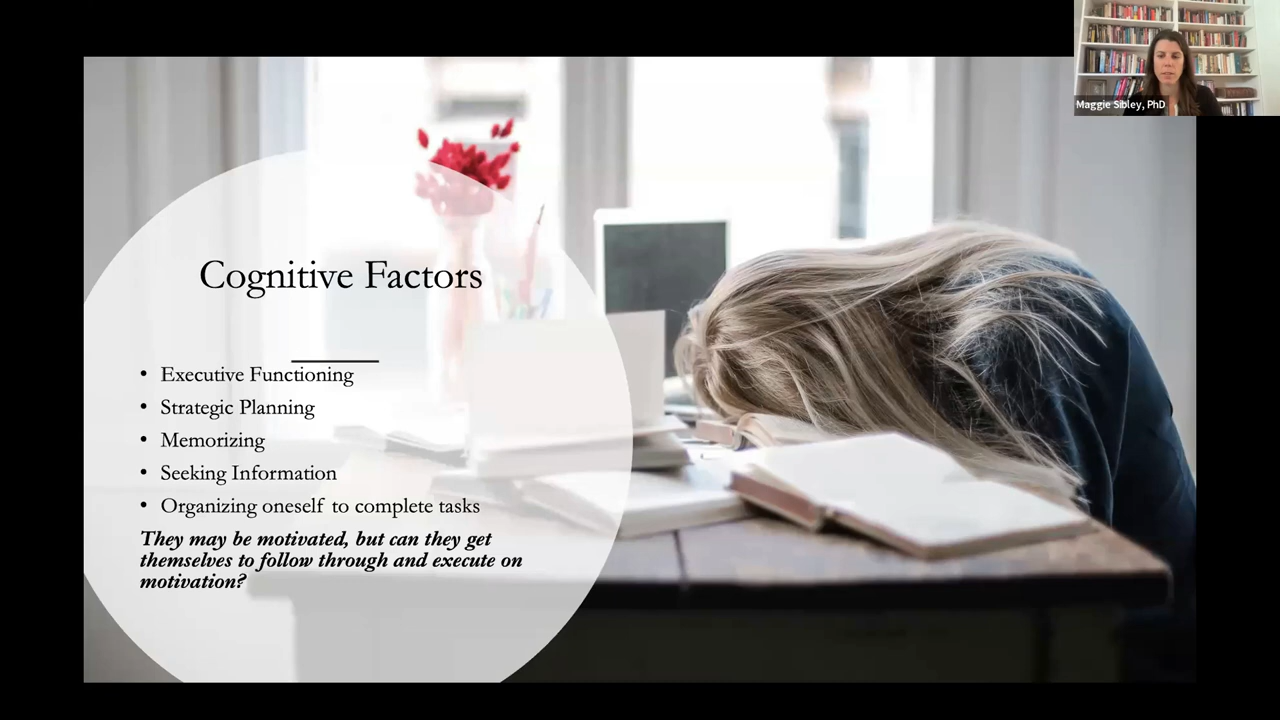 Maggie Sibley, PhD
Cognitive Factors
• Executive Functioning
• Strategic Planning
• Memorizing
• Seeking Information
• Organizing oneself to complete tasks
They may be motivated, but can they get
themselves to follow through and execute on
motivation?